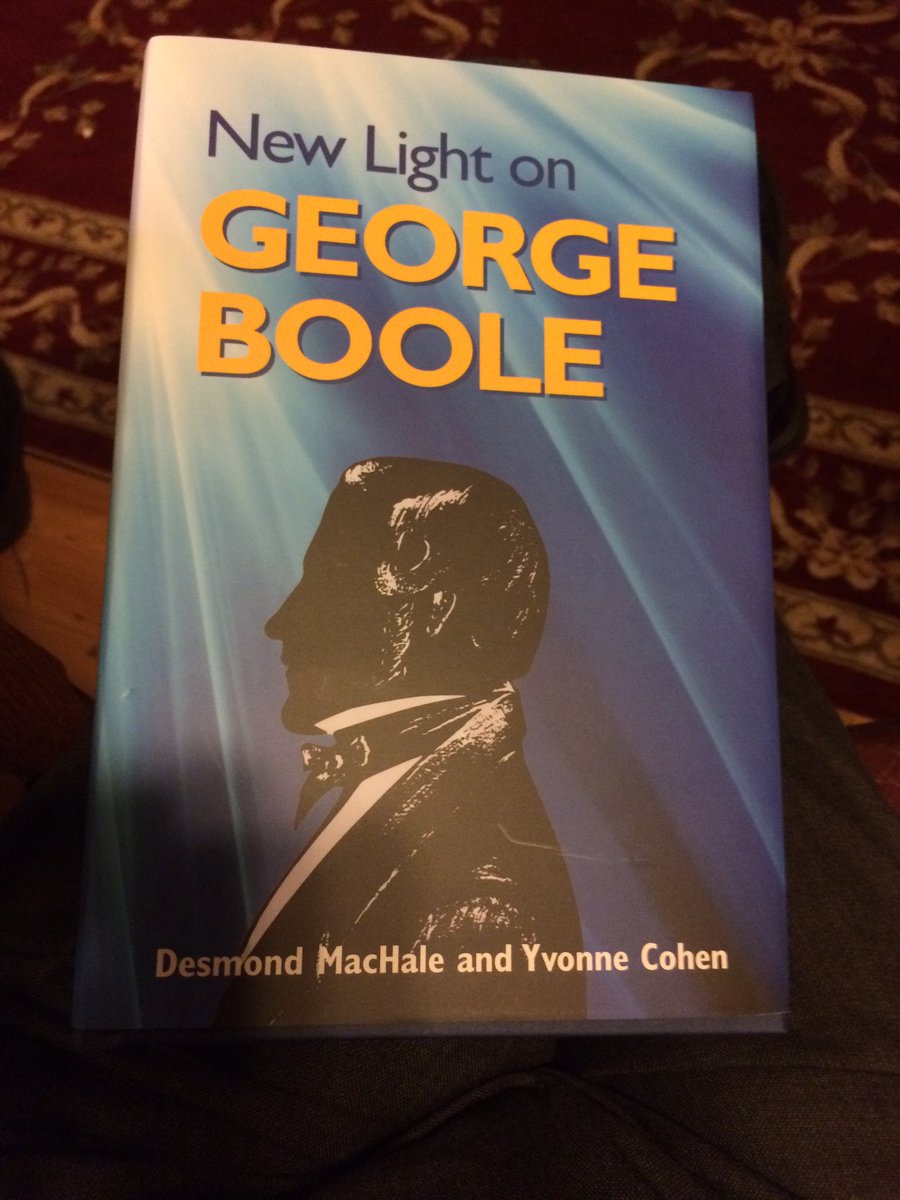 New Light on
GEORGE
BOOLE
Desmond MacHale and Yvonne Cohen